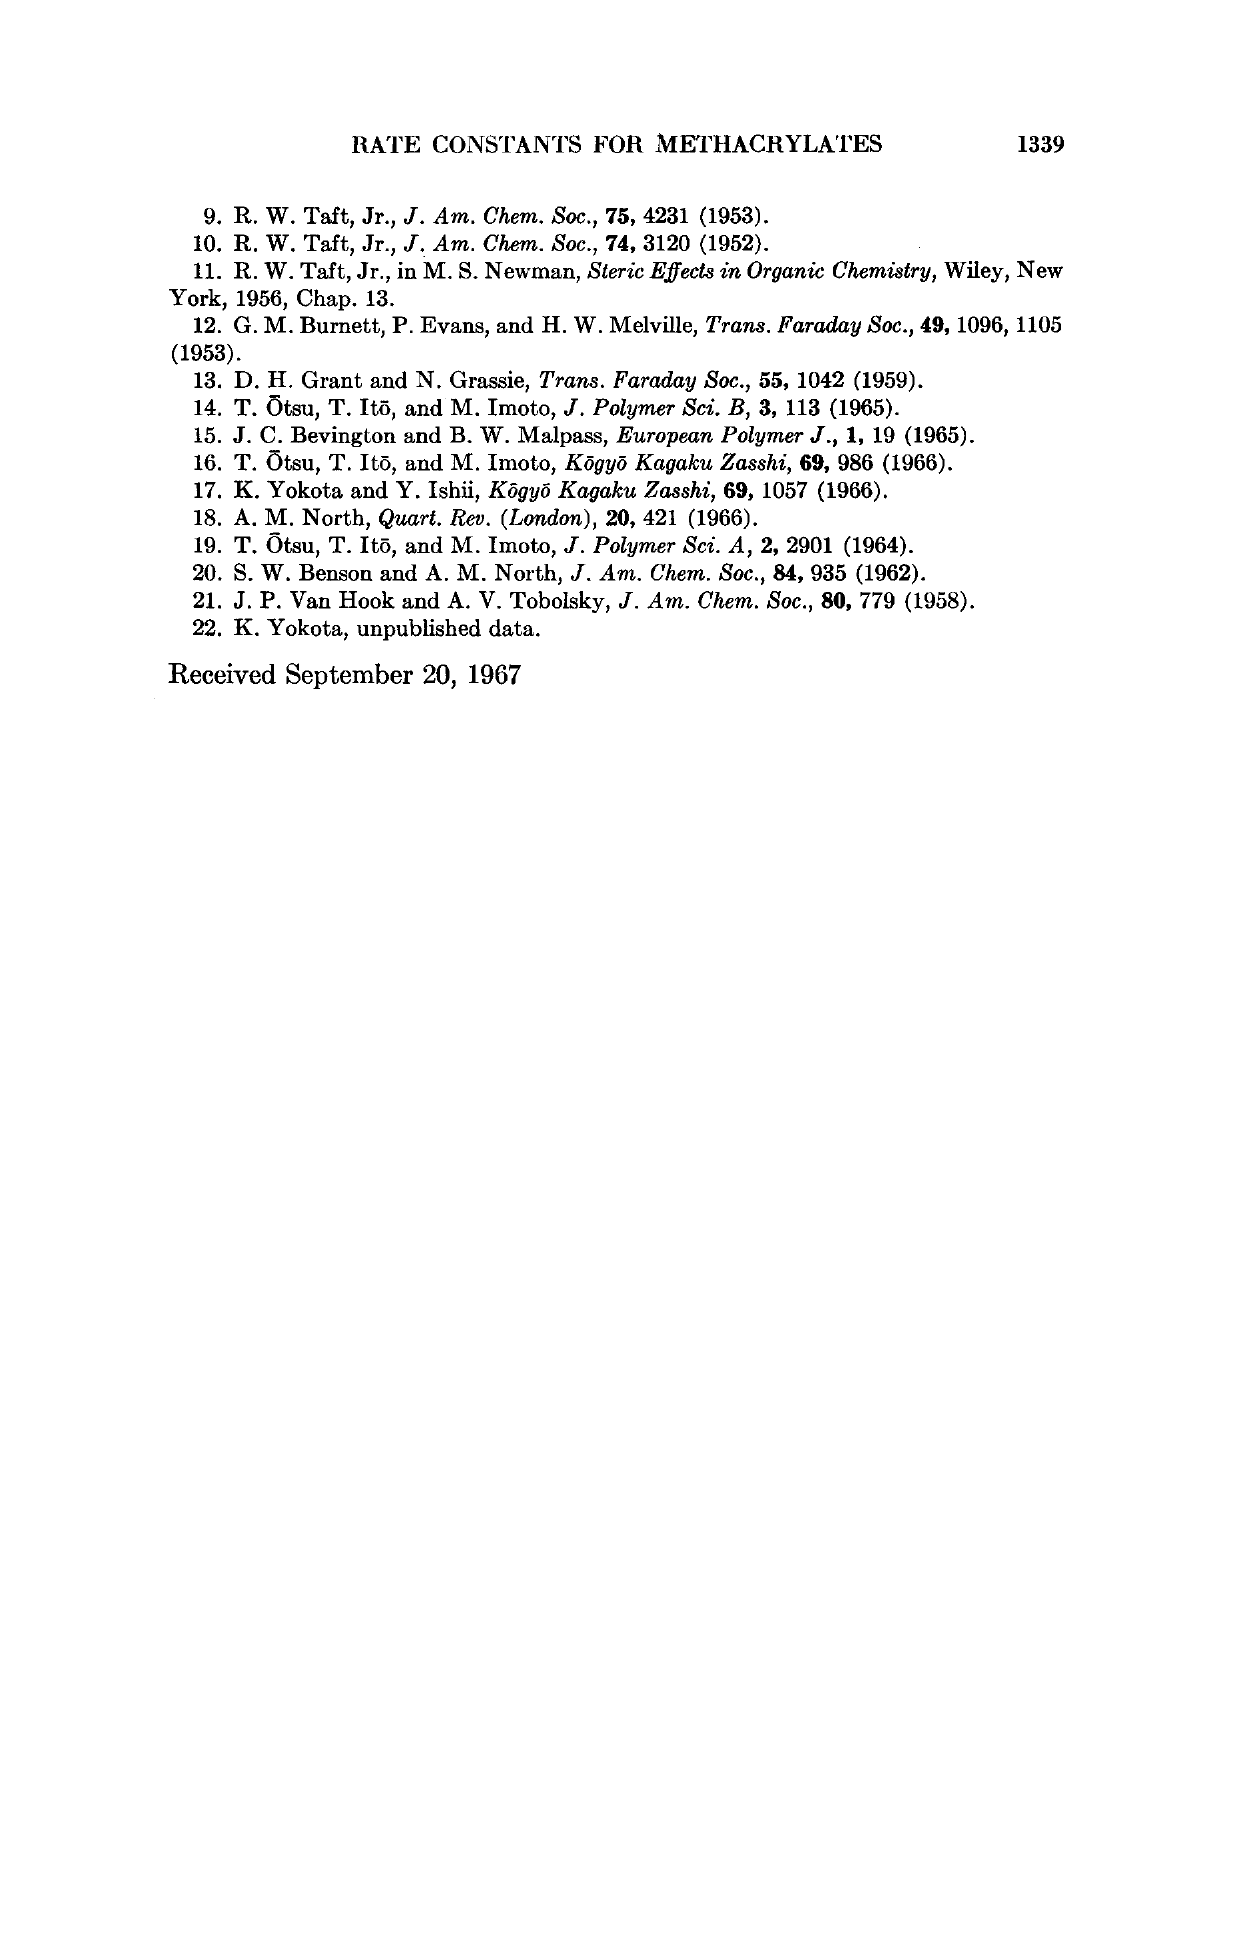 RATE CONSTANTS FOR METHACRYLATES 1339
9. R. W. Taft, Jr., J. Am. Chem. Soc., 75, 4231 (1953).
10. R. W. Taft, Jr., J. Am. Chem. Soc., 74, 3120 (1952).
11. R. W. Taft, Jr., in M. S. Newman, Steric Effects in Organic Chemistry, Wiley, New
York, 1956, Chap. 13.
12. G. M. Burnett, P. Evans, and H. W. Melville, Trans. Faraday Soc., 49, 1096, 1105
(1953).
13. D. H. Grant and N. Grassie, Trans. Faraday Soc., 55, 1042 (1959).
14. T. Ōtsu, T. Itō, and M. Imoto, J. Polymer Sci. B, 3, 113 (1965).
15. J. C. Bevington and B. W. Malpass, European Polymer J., 1, 19 (1965).
16. T. Ōtsu, T. Itō, and M. Imoto, Kōgyō Kagaku Zasshi, 69, 986 (1966).
17. K. Yokota and Y. Ishii, Kōgyō Kagaku Zasshi, 69, 1057 (1966).
18. A. M. North, Quart. Rev. (London), 20, 421 (1966).
19. T. Ōtsu, T. Itō, and M. Imoto, J. Polymer Sci. A, 2, 2901 (1964).
20. S. W. Benson and A. M. North, J. Am. Chem. Soc., 84, 935 (1962).
21. J. P. Van Hook and A. V. Tobolsky, J. Am. Chem. Soc., 80, 779 (1958).
22. K. Yokota, unpublished data.
Received September 20, 1967